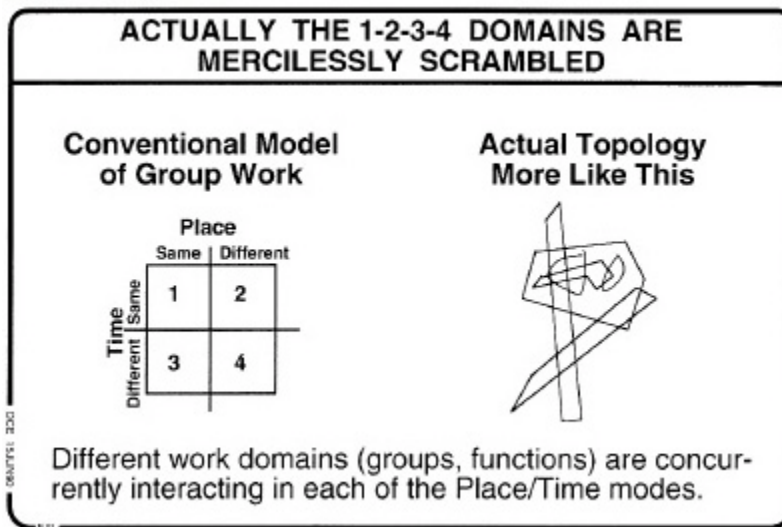 ACTUALLY THE 1-2-3-4 DOMAINS ARE
MERCILESSLY SCRAMBLED
Conventional Model
of Group Work
Place
Same Different
Time
Same
1 2
Different
3 4
Actual Topology
More Like This
Different work domains (groups, functions) are concur-
rently interacting in each of the Place/Time modes.
DCE 15JUN90